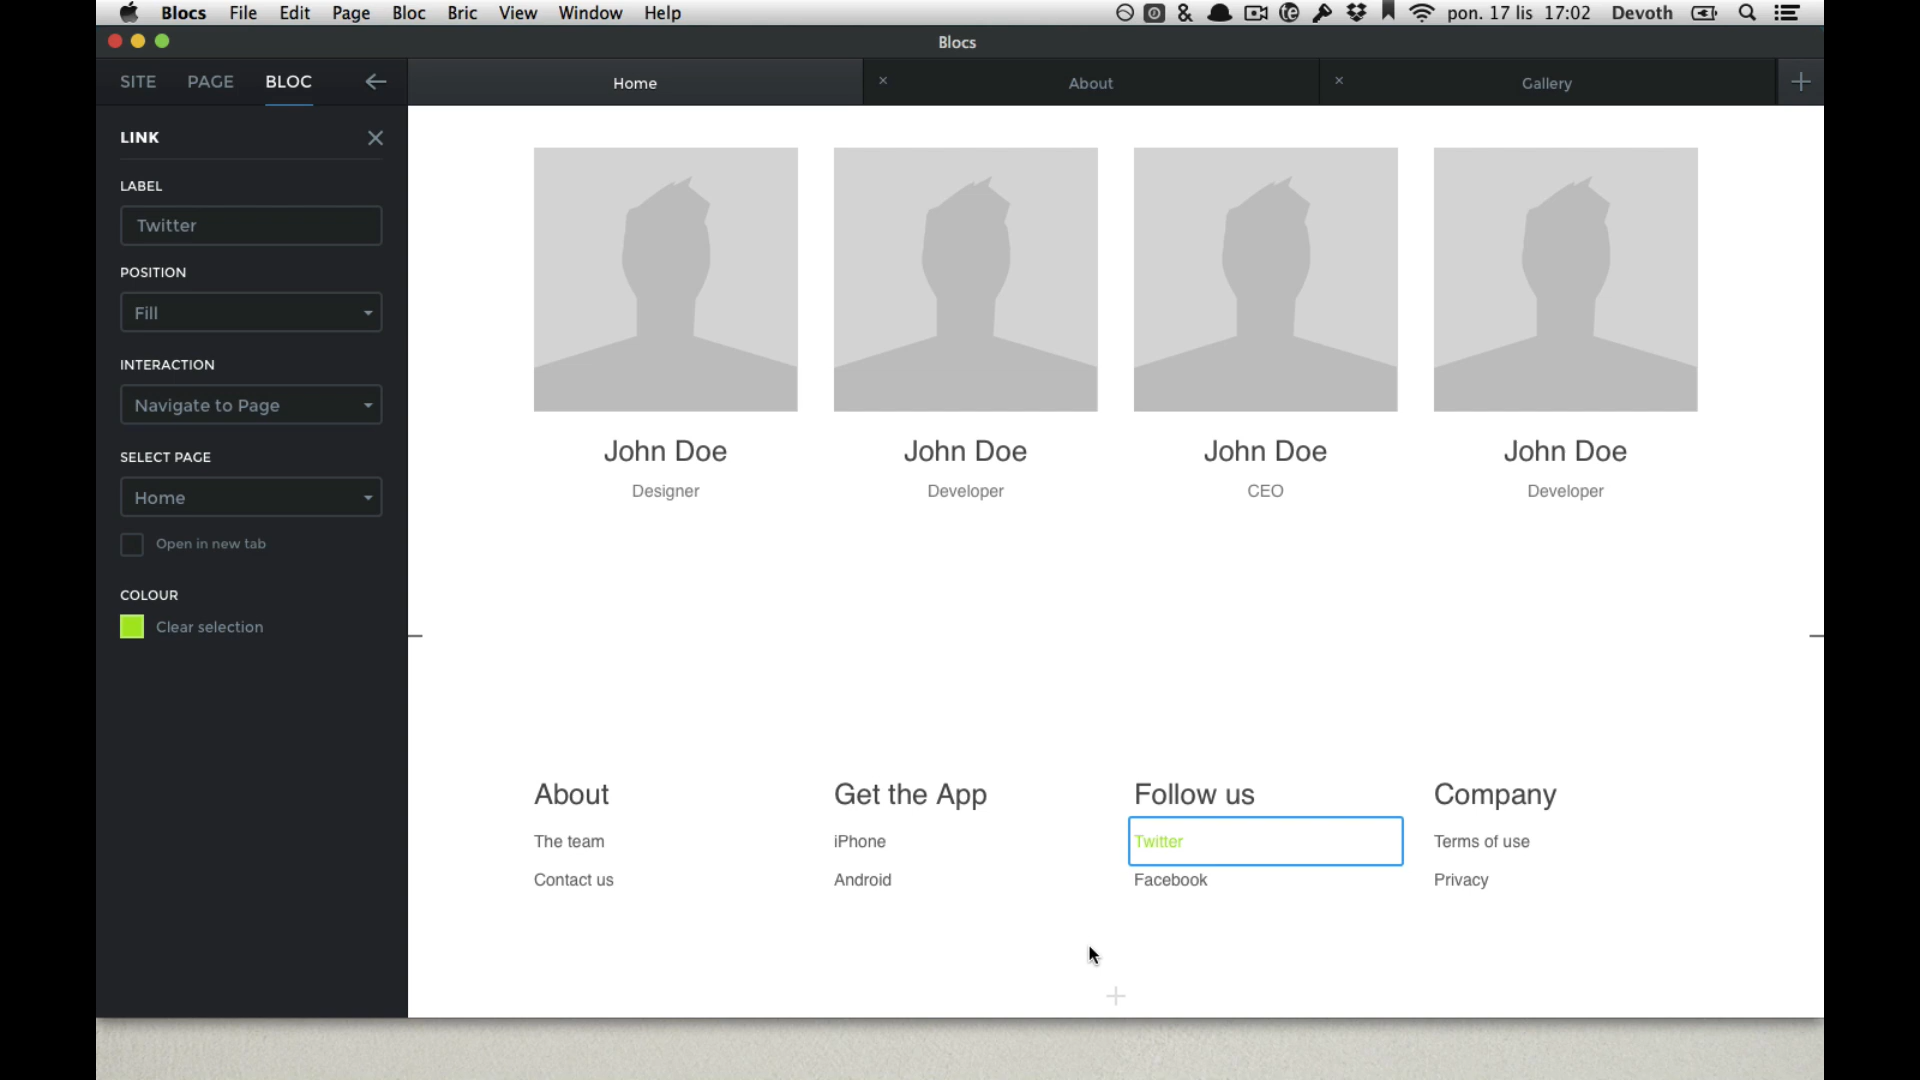 Blocs File Edit Page Bloc Bric View Window Help
pon. 17 lis 17:02 Devoth
Blocs
SITE PAGE BLOC
Home
About
Gallery
LINK
LABEL
Twitter
POSITION
Fill
INTERACTION
Navigate to Page
SELECT PAGE
Home
Open in new tab
COLOUR
Clear selection
John Doe John Doe John Doe John Doe
Designer Developer CEO Developer
About Get the App Follow us Company
The team iPhone Twitter Terms of use
Contact us Android Facebook Privacy